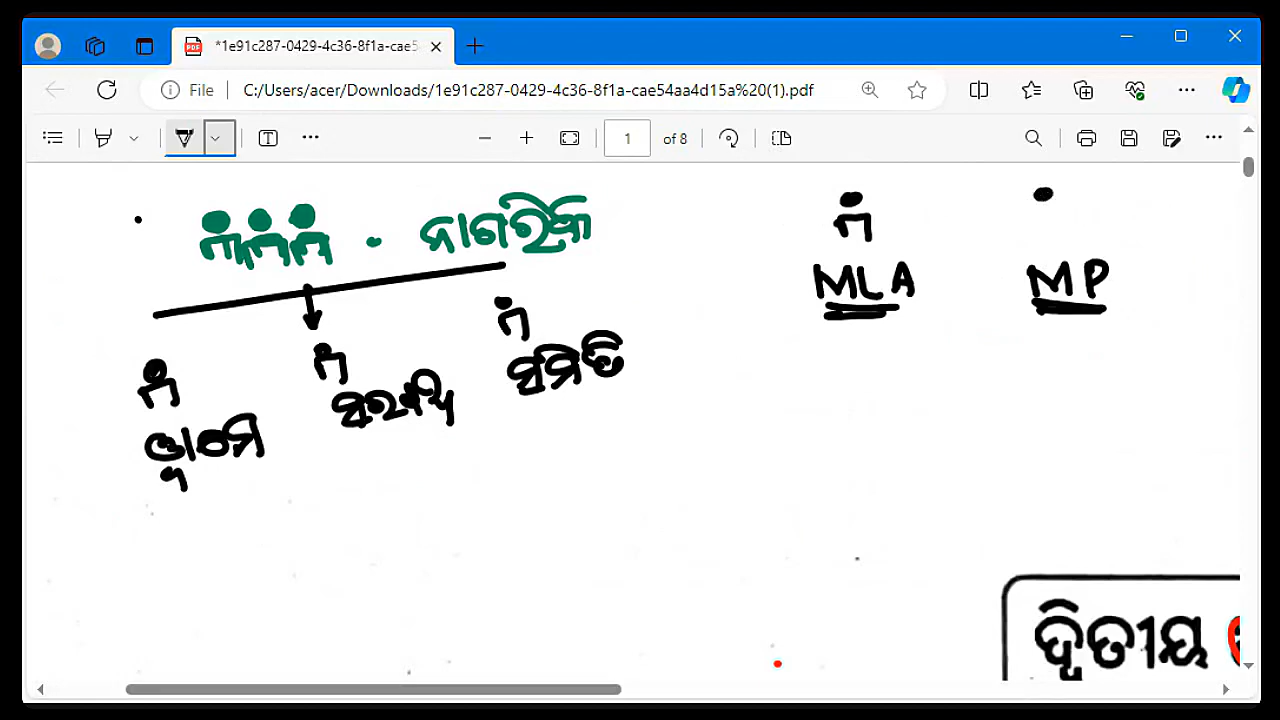 *1e91c287-0429-4c36-8f1a-cae5
File C:/Users/acer/Downloads/1e91c287-0429-4c36-8f1a-cae54aa4d15a%20(1).pdf
1 of 8
ନାଗରିକ
MLA MP
ସମିତି
ଦ୍ଵିତୀୟ